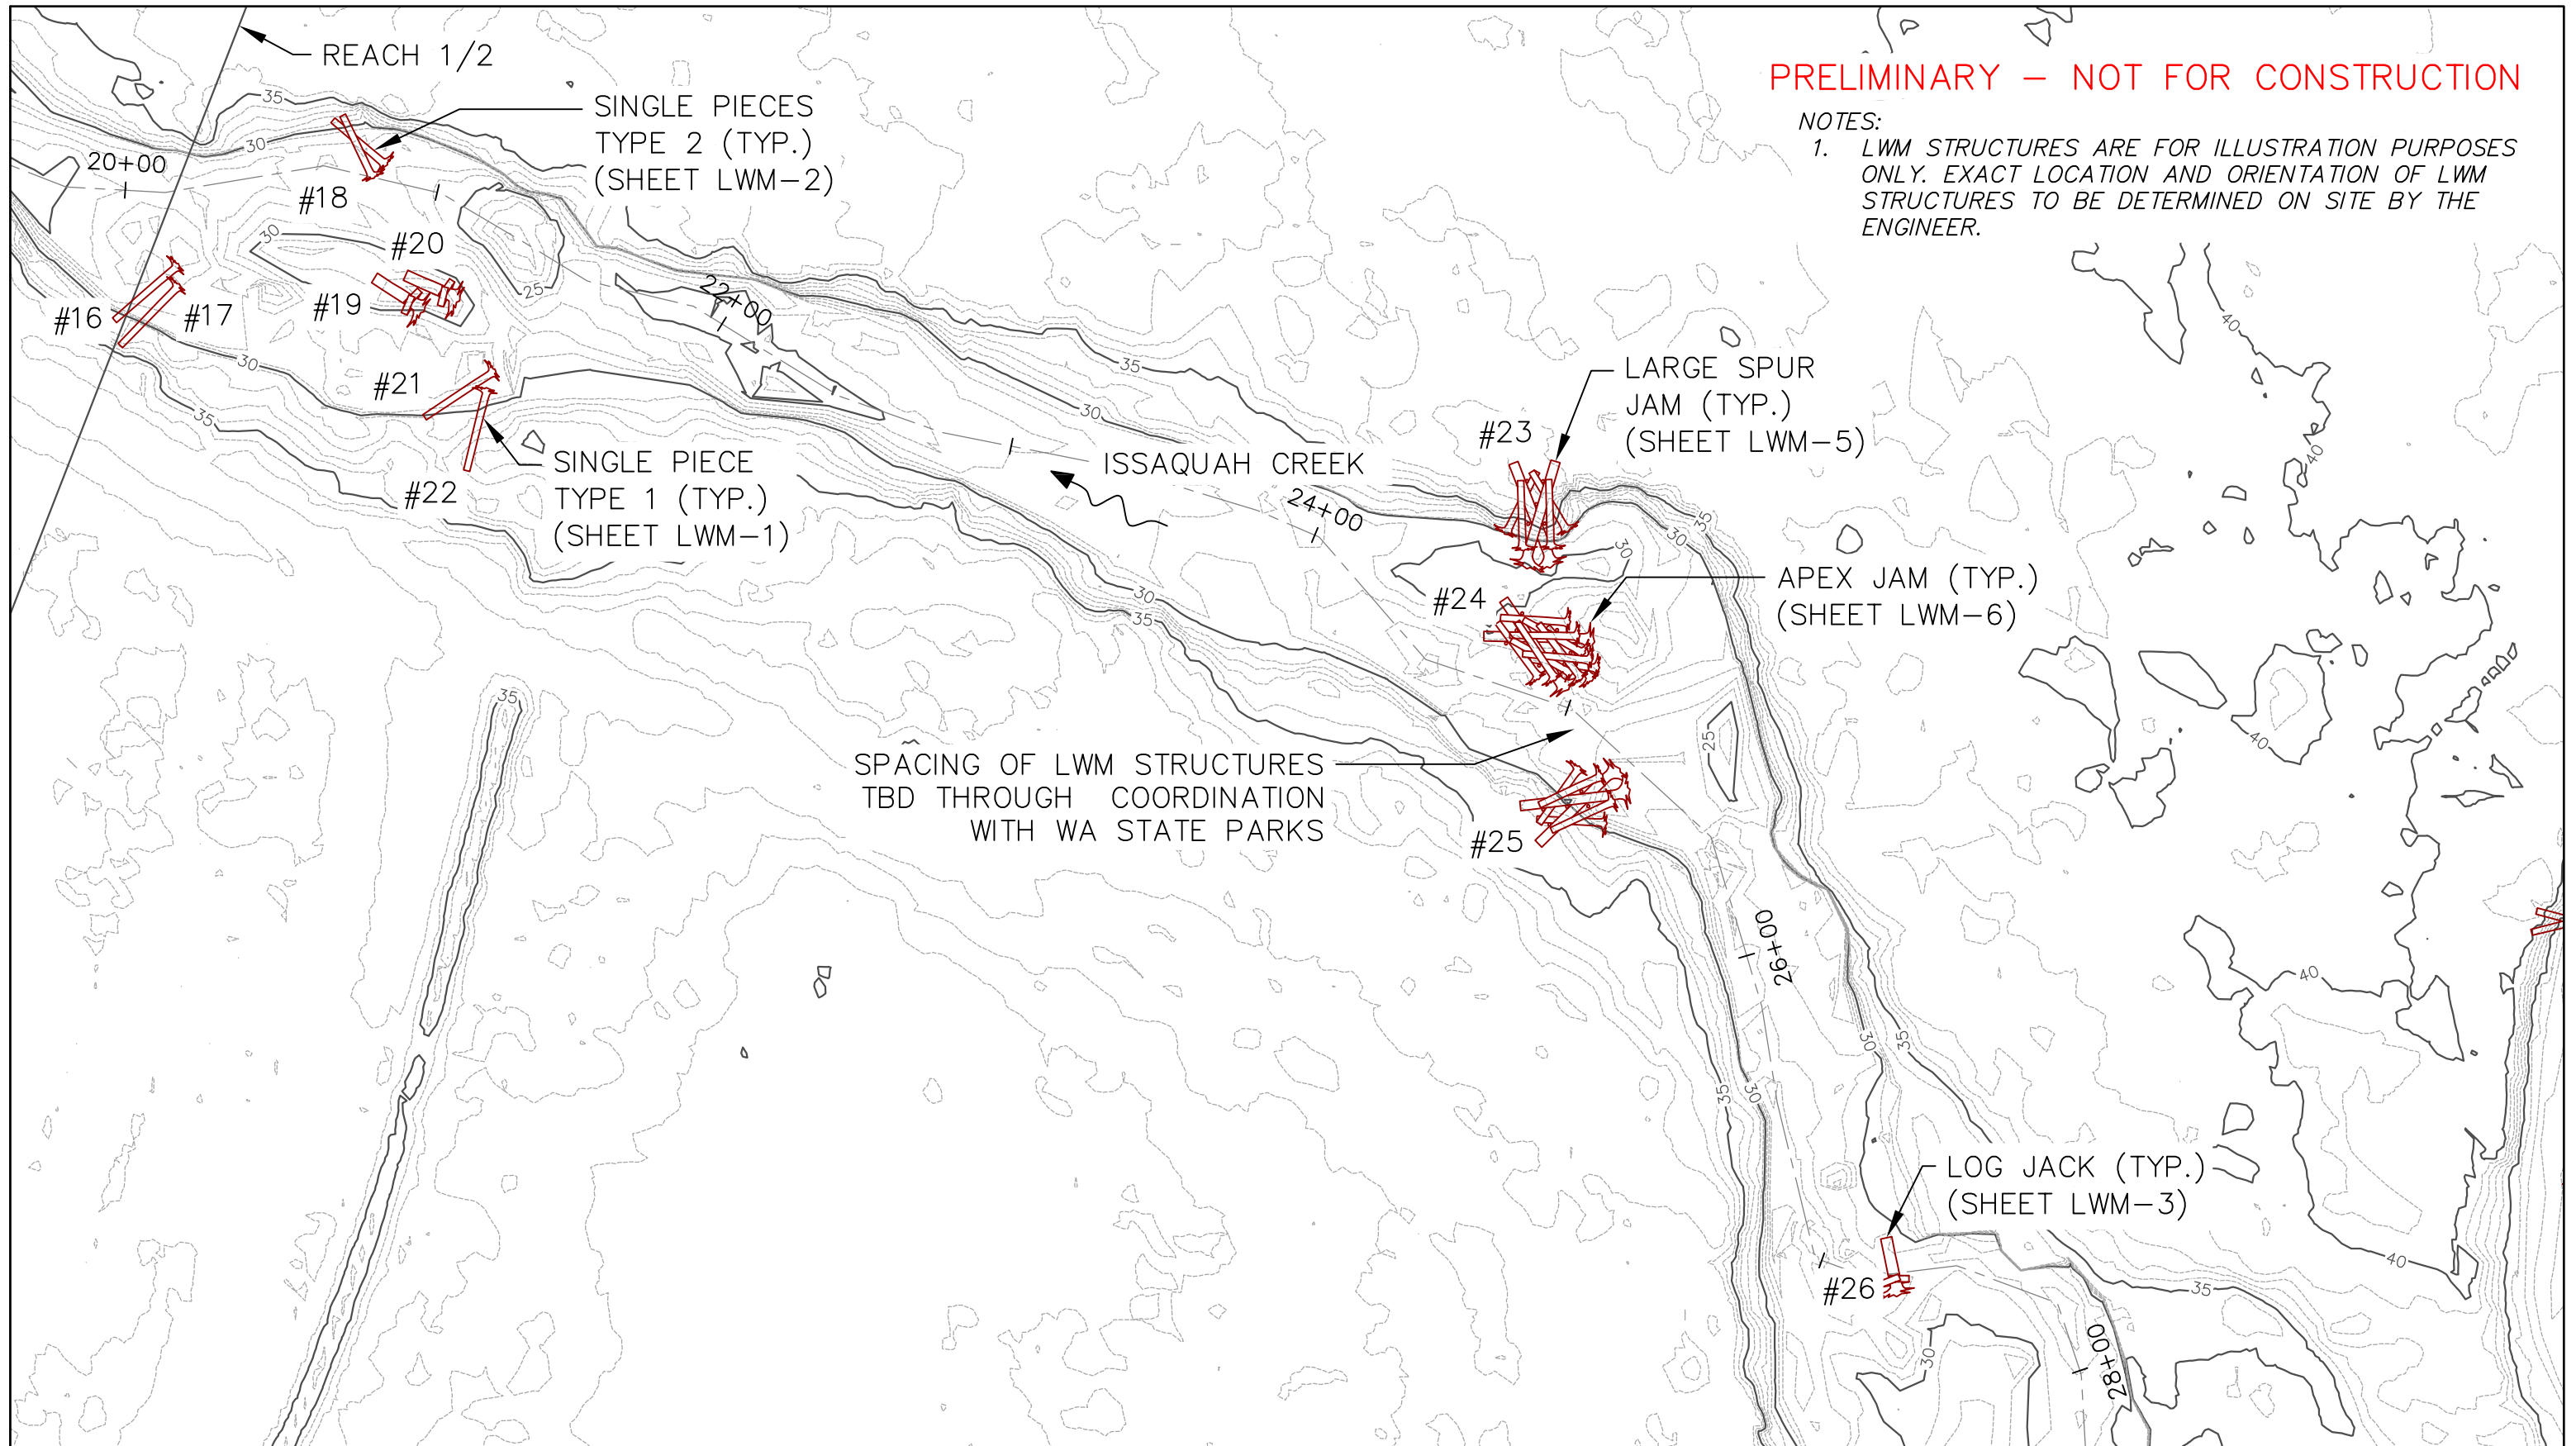 REACH 1/2
PRELIMINARY – NOT FOR CONSTRUCTION
NOTES:
1. LWM STRUCTURES ARE FOR ILLUSTRATION PURPOSES
ONLY. EXACT LOCATION AND ORIENTATION OF LWM
STRUCTURES TO BE DETERMINED ON SITE BY THE
ENGINEER.
SINGLE PIECES
TYPE 2 (TYP.)
(SHEET LWM–2)
35
30
20+00
#18
#20
30
25
#19
#16
#17
22+00
30
35
#21
#22
SINGLE PIECE
TYPE 1 (TYP.)
(SHEET LWM–1)
35
30
ISSAQUAH CREEK
LARGE SPUR
JAM (TYP.)
(SHEET LWM–5)
#23
24+00
40
40
35
30
30
APEX JAM (TYP.)
(SHEET LWM–6)
#24
30
35
35
25
40
SPACING OF LWM STRUCTURES
TBD THROUGH COORDINATION
WITH WA STATE PARKS
#25
26+00
40
30
35
35
30
LOG JACK (TYP.)
(SHEET LWM–3)
#26
40
35
30
28+00